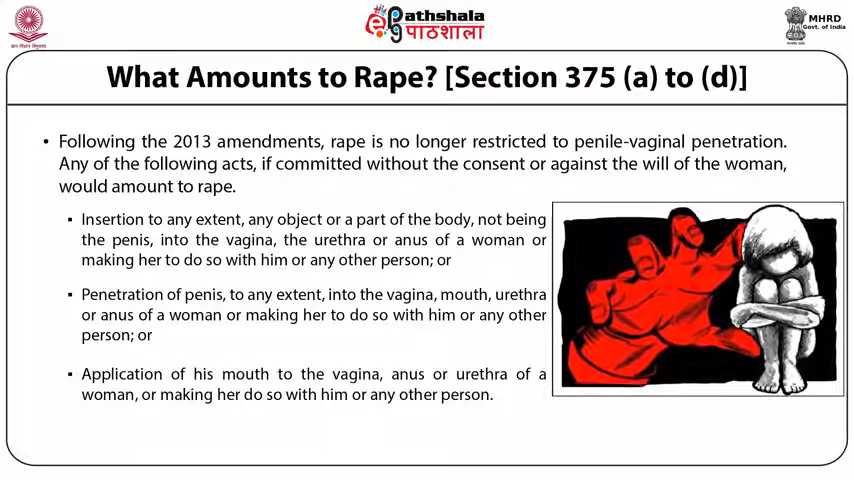 ePathshala
पाठशाला
MHRD
Govt. of India
What Amounts to Rape? [Section 375 (a) to (d)]
• Following the 2013 amendments, rape is no longer restricted to penile-vaginal penetration.
Any of the following acts, if committed without the consent or against the will of the woman,
would amount to rape.
▪ Insertion to any extent, any object or a part of the body, not being
the penis, into the vagina, the urethra or anus of a woman or
making her to do so with him or any other person; or
▪ Penetration of penis, to any extent, into the vagina, mouth, urethra
or anus of a woman or making her to do so with him or any other
person; or
▪ Application of his mouth to the vagina, anus or urethra of a
woman, or making her do so with him or any other person.